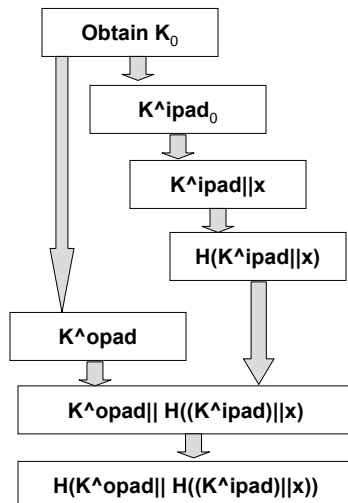 Obtain K₀
K^ipad₀
K^ipad||x
H(K^ipad||x)
K^opad
K^opad|| H((K^ipad)||x)
H(K^opad|| H((K^ipad)||x))